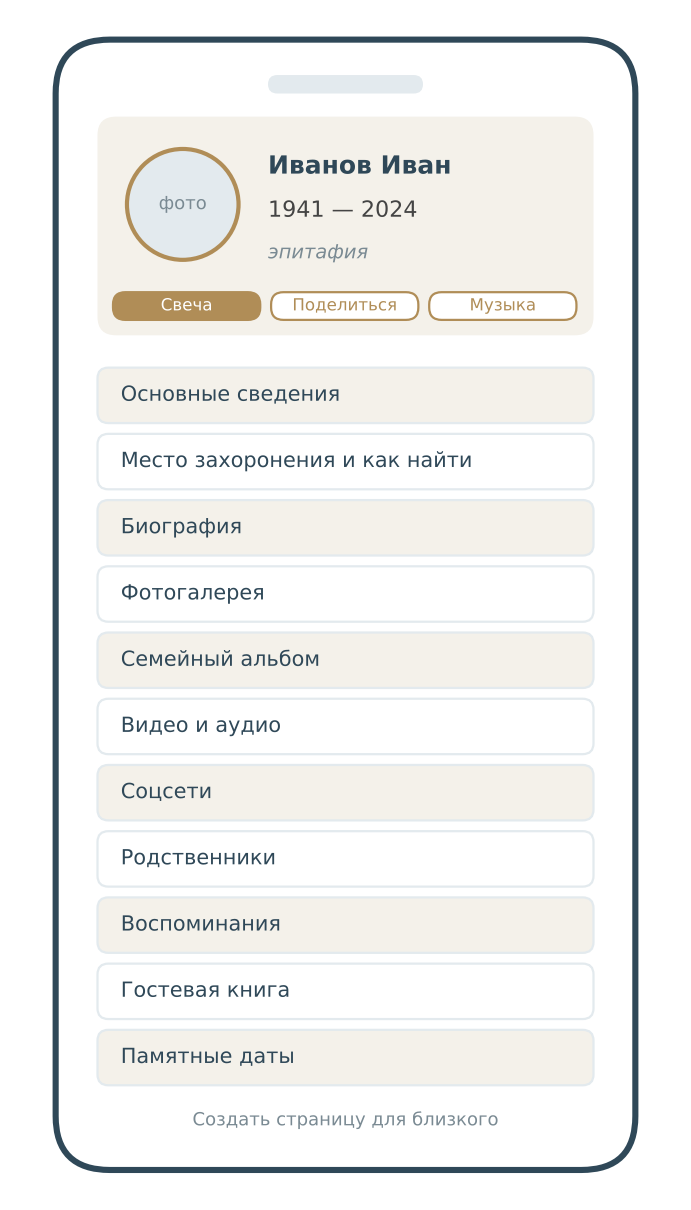 фото
Иванов Иван
1941 — 2024
эпитафия
Свеча
Поделиться
Музыка
Основные сведения
Место захоронения и как найти
Биография
Фотогалерея
Семейный альбом
Видео и аудио
Соцсети
Родственники
Воспоминания
Гостевая книга
Памятные даты
Создать страницу для близкого